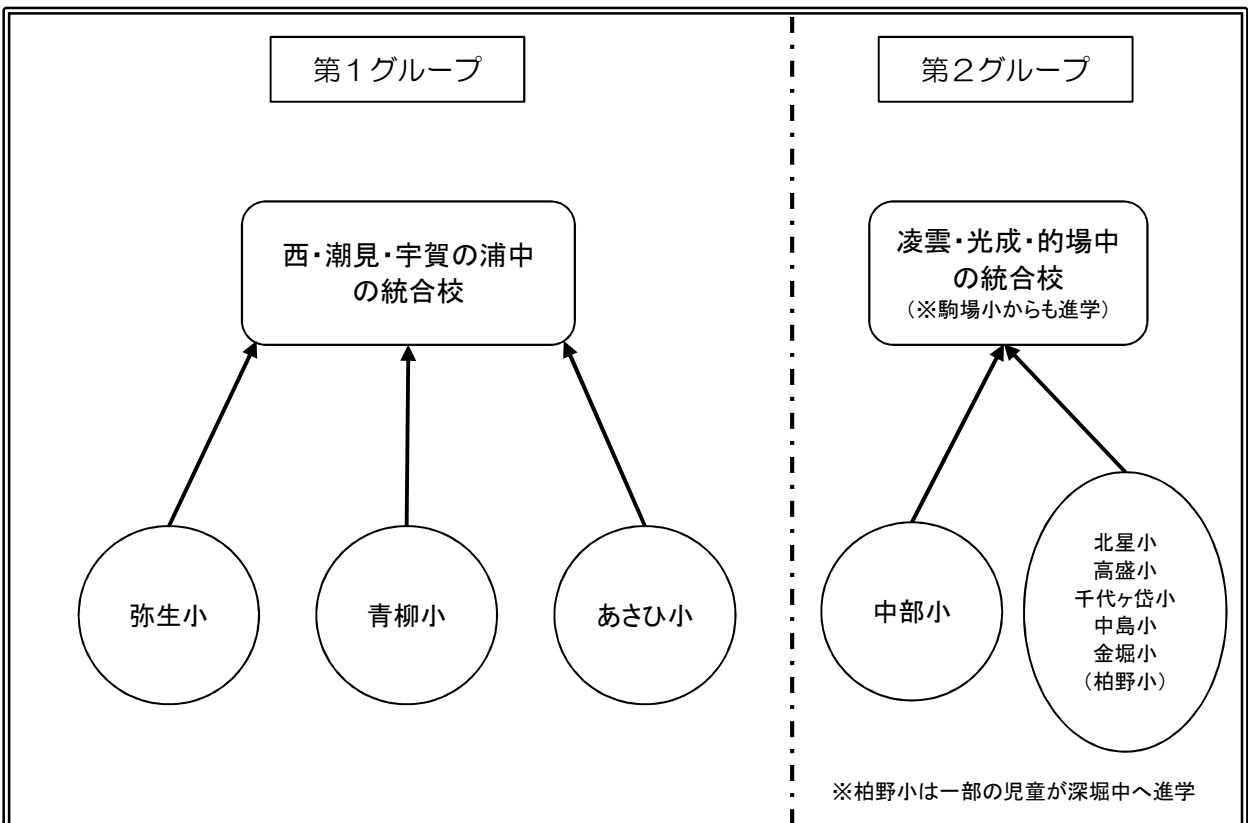 第1グループ
西・潮見・宇賀の浦中
の統合校
弥生小
青柳小
あさひ小
第2グループ
凌雲・光成・的場中
の統合校
(※駒場小からも進学)
中部小
北星小
高盛小
千代ヶ岱小
中島小
金堀小
(柏野小)
※柏野小は一部の児童が深堀中へ進学